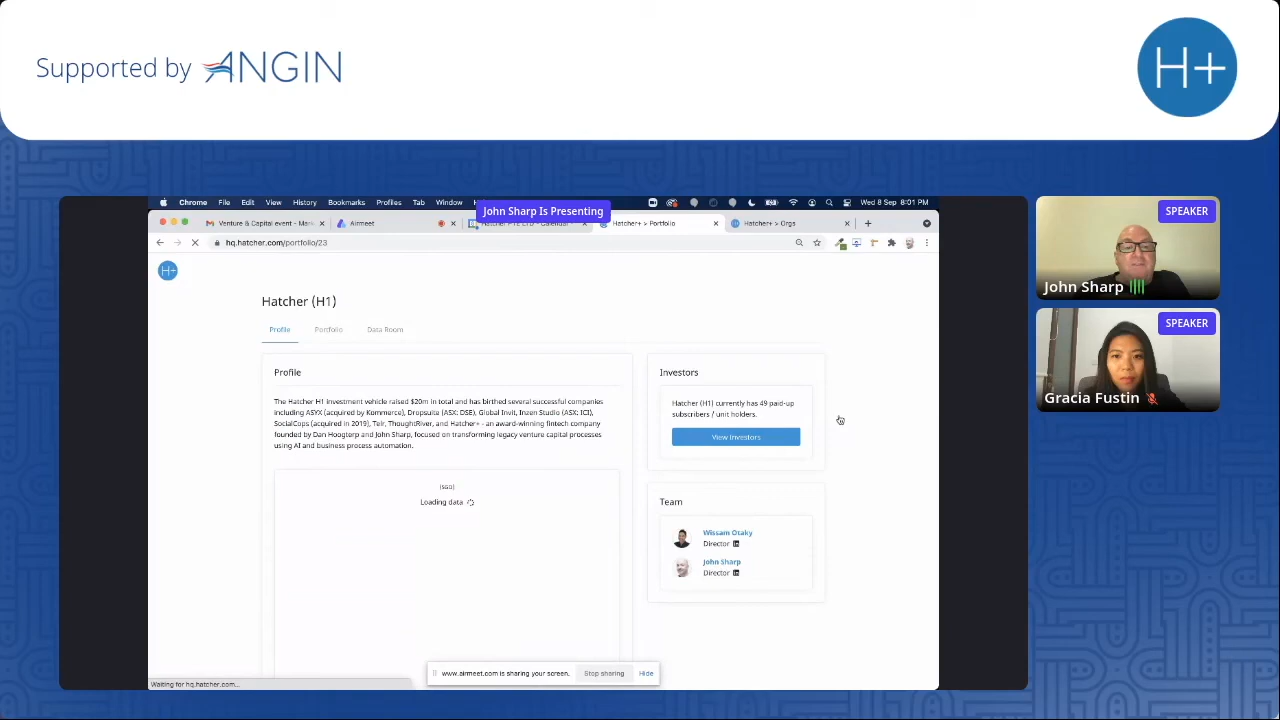 Supported by ANGIN
H+
Chrome File Edit View History Bookmarks Profiles Tab Window
Wed 8 Sep 8:01 PM
John Sharp Is Presenting
Venture & Capital event - Mark
Airmeet
Hatcher+ > Portfolio
Hatcher+ > Orgs
hq.hatcher.com/portfolio/23
H+
Hatcher (H1)
Profile Portfolio Data Room
Profile
The Hatcher H1 investment vehicle raised $20m in total and has birthed several successful companies
including ASYX (acquired by Kommerce), Dropsuite (ASX: DSE), Global Invit, Inzen Studio (ASX: ICI),
SocialCops (acquired in 2019), Teir, ThoughtRiver, and Hatcher+ - an award-winning fintech company
founded by Dan Hoogterp and John Sharp, focused on transforming legacy venture capital processes
using AI and business process automation.
(SGD)
Loading data
Investors
Hatcher (H1) currently has 49 paid-up
subscribers / unit holders.
View Investors
Team
Wissam Otaky
Director
John Sharp
Director
www.airmeet.com is sharing your screen. Stop sharing Hide
Waiting for hq.hatcher.com...
SPEAKER
John Sharp
SPEAKER
Gracia Fustin